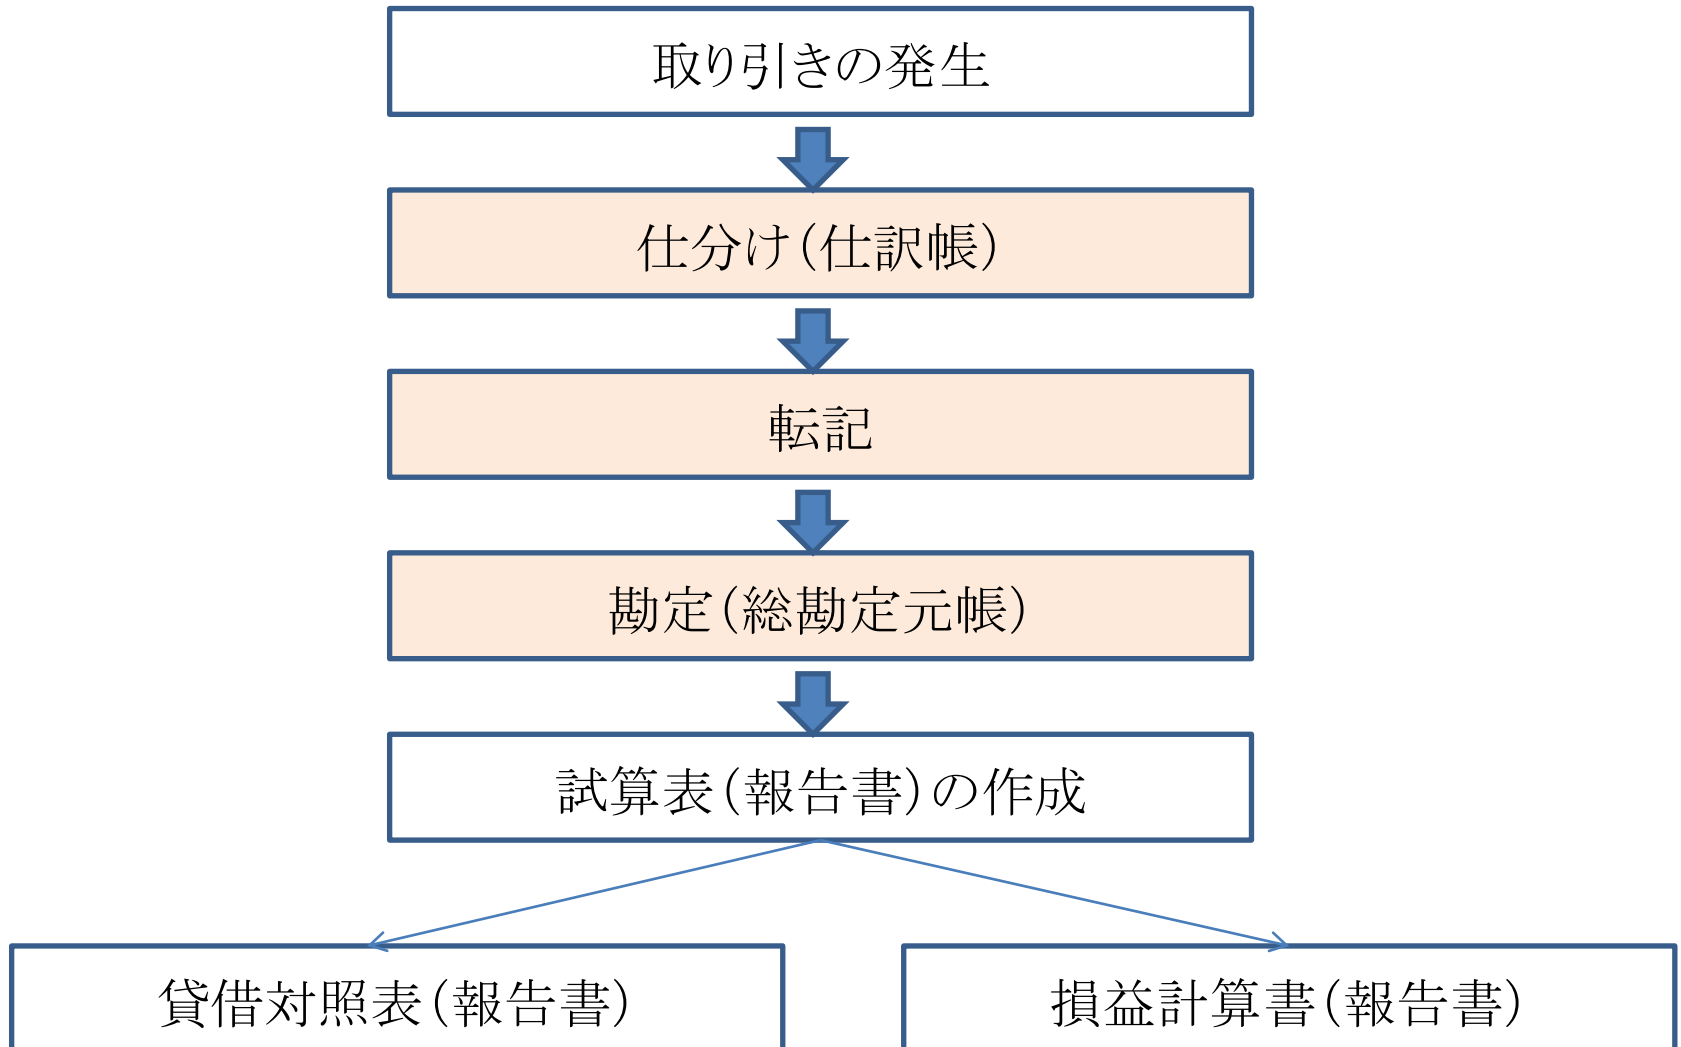 取り引きの発生
仕分け（仕訳帳）
転記
勘定（総勘定元帳）
試算表（報告書）の作成
貸借対照表（報告書）
損益計算書（報告書）